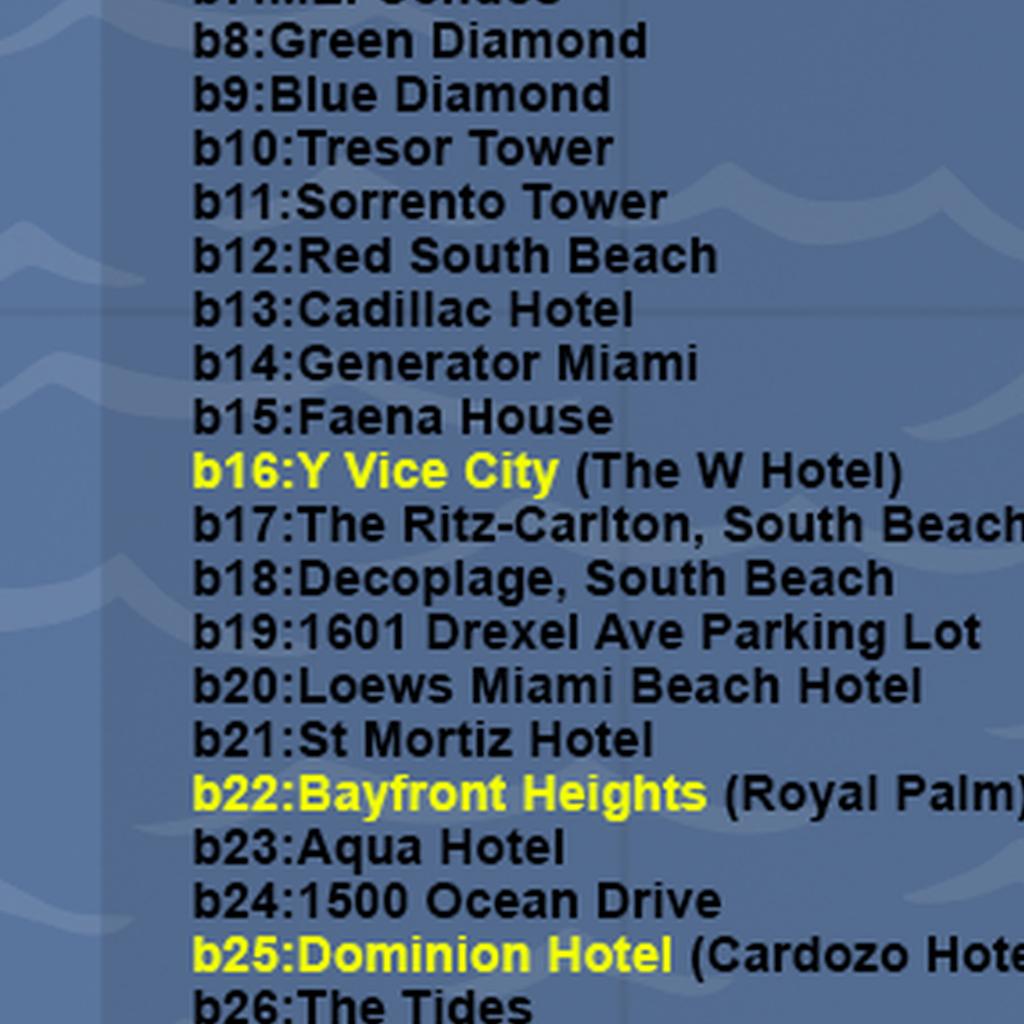 b8:Green Diamond
b9:Blue Diamond
b10:Tresor Tower
b11:Sorrento Tower
b12:Red South Beach
b13:Cadillac Hotel
b14:Generator Miami
b15:Faena House
b16:Y Vice City (The W Hotel)
b17:The Ritz-Carlton, South Beach
b18:Decoplage, South Beach
b19:1601 Drexel Ave Parking Lot
b20:Loews Miami Beach Hotel
b21:St Mortiz Hotel
b22:Bayfront Heights (Royal Palm)
b23:Aqua Hotel
b24:1500 Ocean Drive
b25:Dominion Hotel (Cardozo Hote
b26:The Tides